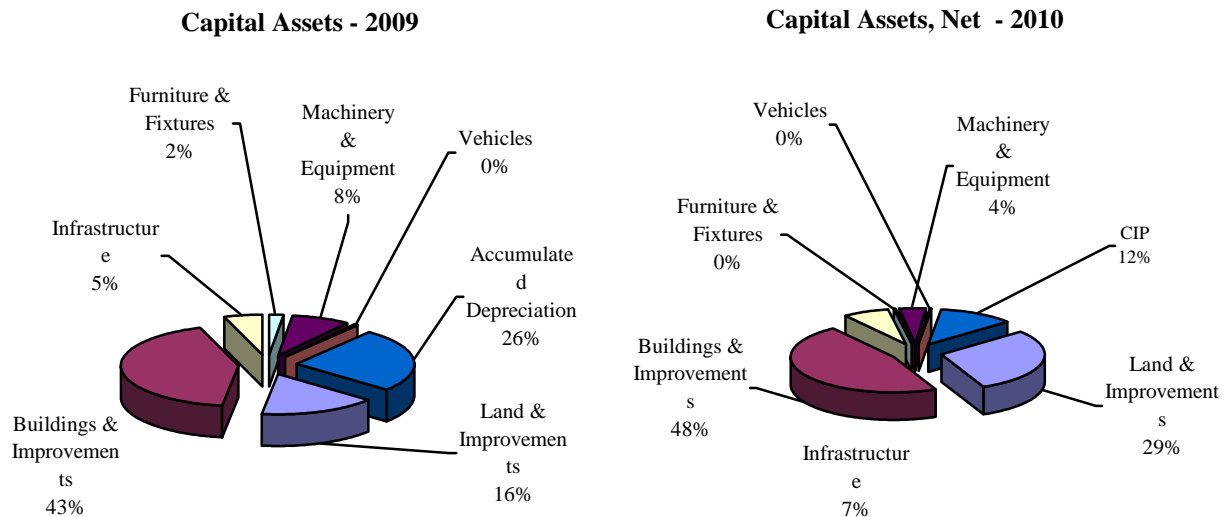 Capital Assets - 2009
Furniture &
Fixtures
2%
Machinery
&
Equipment
8%
Vehicles
0%
Infrastructur
e
5%
Accumulate
d
Depreciation
26%
Buildings &
Improveme
nts
43%
Land &
Improvemen
ts
16%
Capital Assets, Net - 2010
Vehicles
0%
Machinery
&
Equipment
4%
Furniture &
Fixtures
0%
CIP
12%
Buildings &
Improvement
s
48%
Land &
Improvement
s
29%
Infrastructur
e
7%